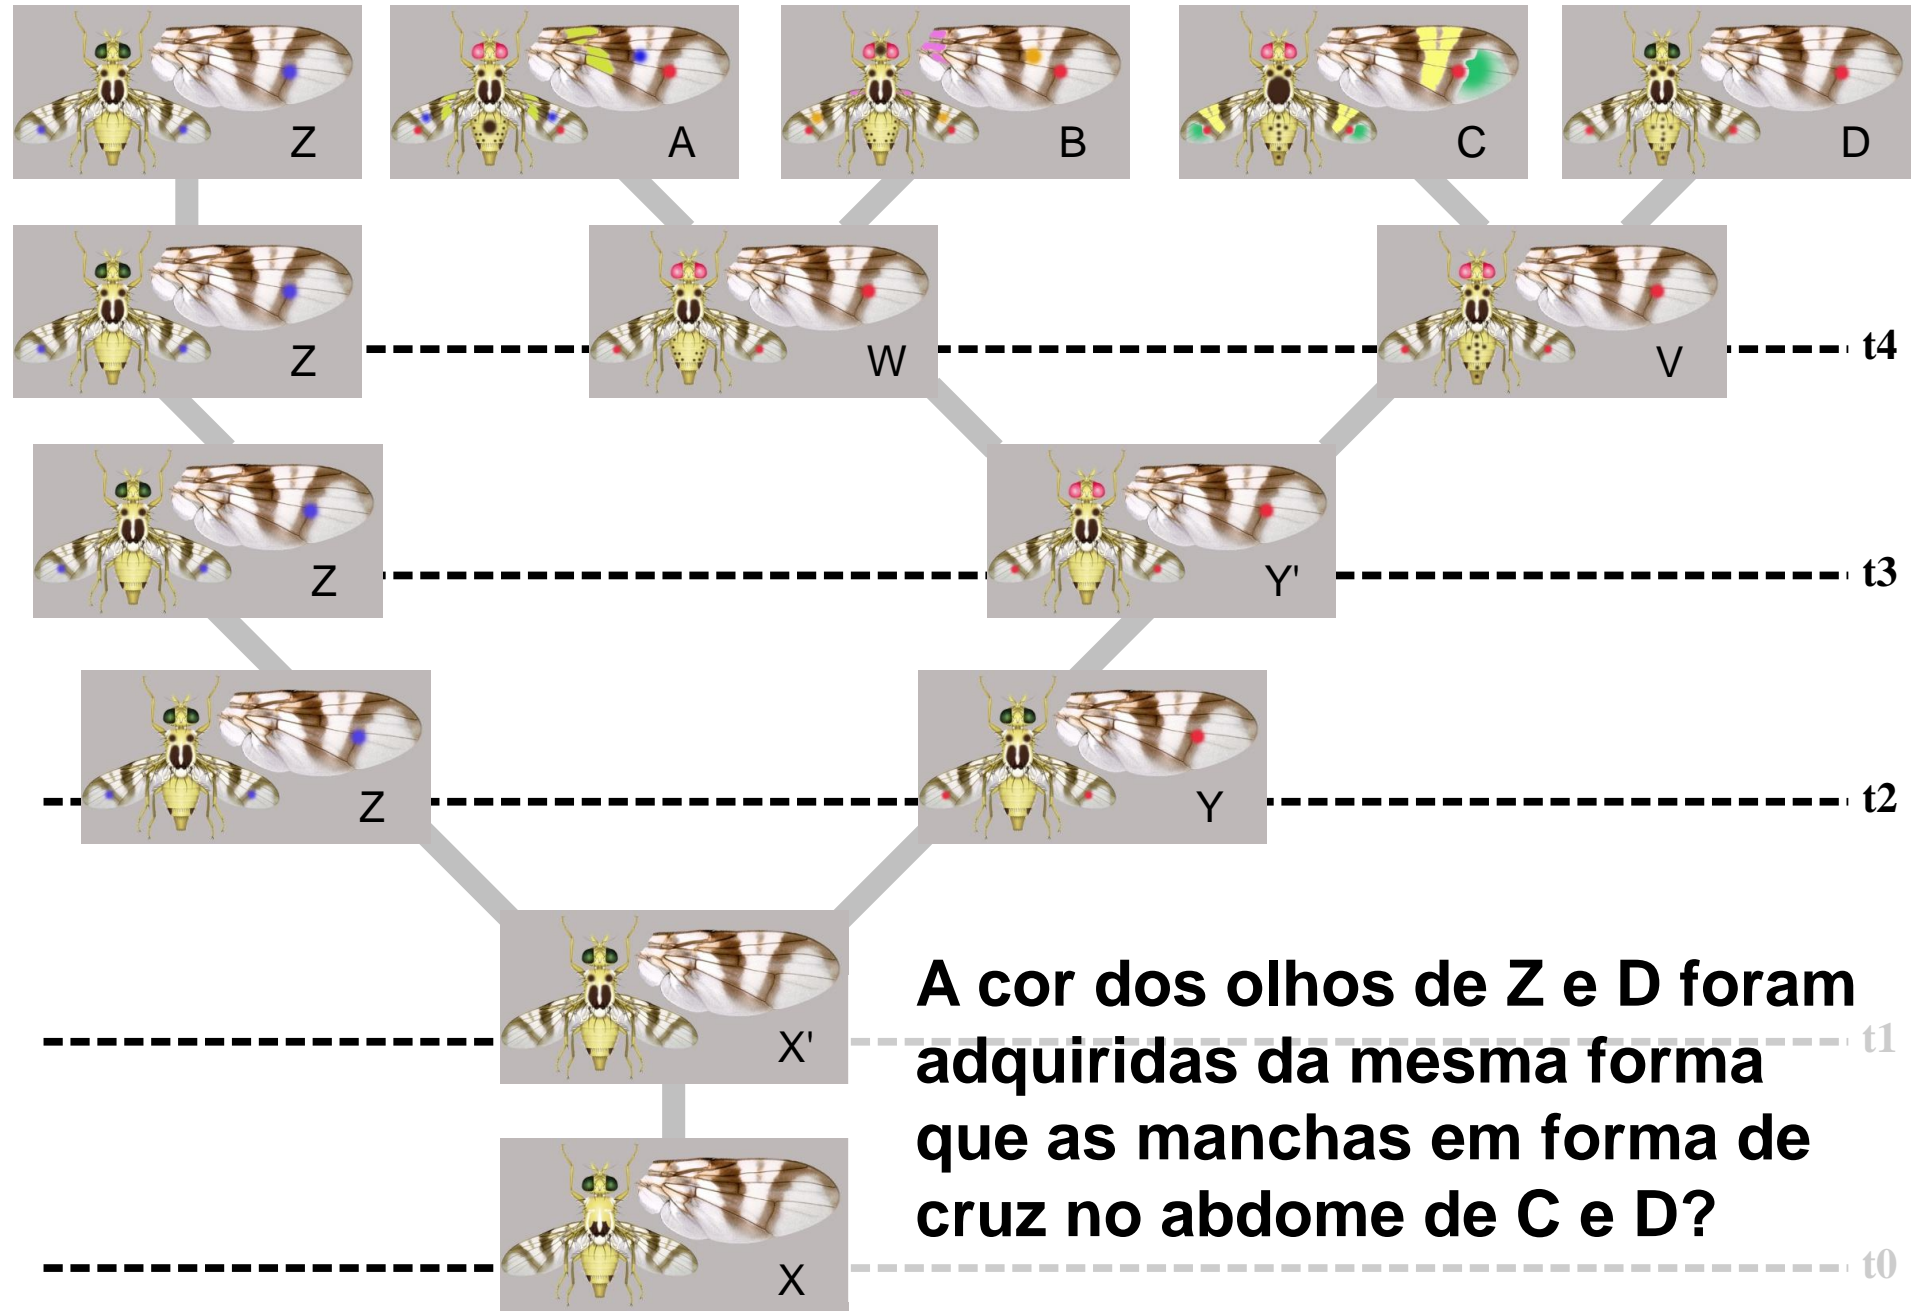 Z
A
B
C
D
Z
W
V
t4
Z
Y'
t3
Z
Y
t2
X'
t1
X
t0
A cor dos olhos de Z e D foram
adquiridas da mesma forma
que as manchas em forma de
cruz no abdome de C e D?